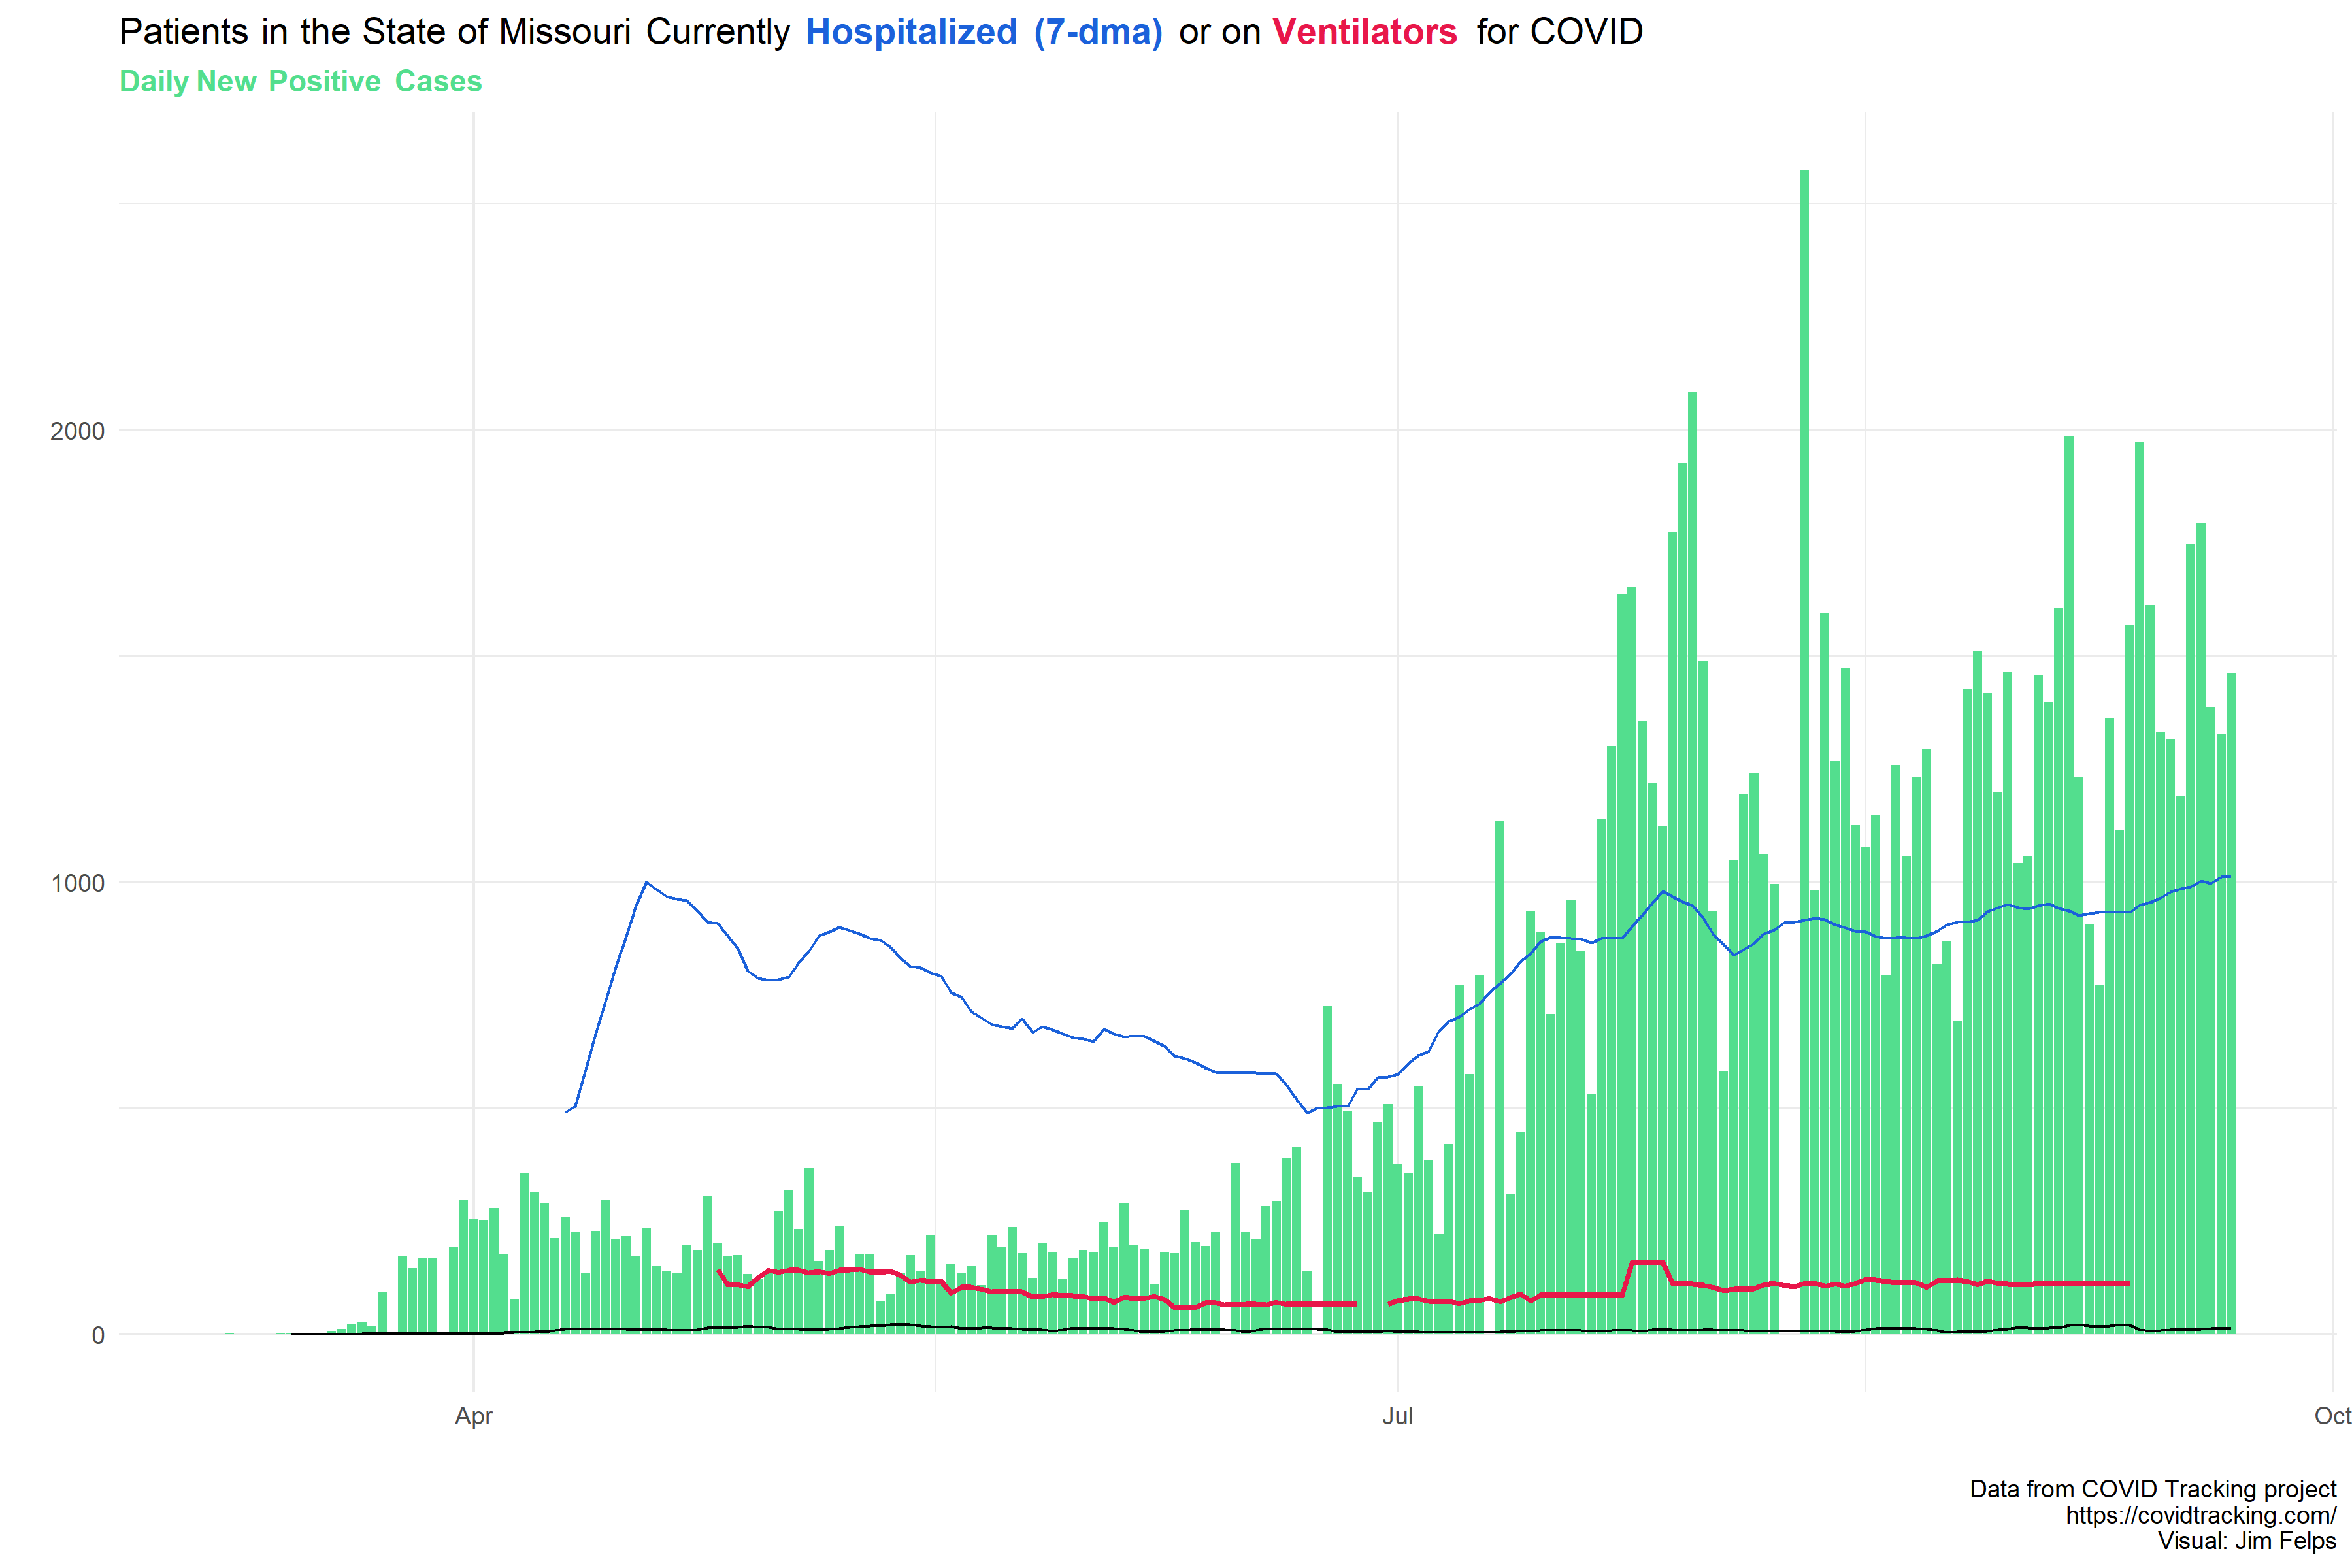 Patients in the State of Missouri Currently Hospitalized (7-dma) or on Ventilators for COVID
Daily New Positive Cases
2000
1000
0
Apr
Jul
Oct
Data from COVID Tracking project
https://covidtracking.com/
Visual: Jim Felps